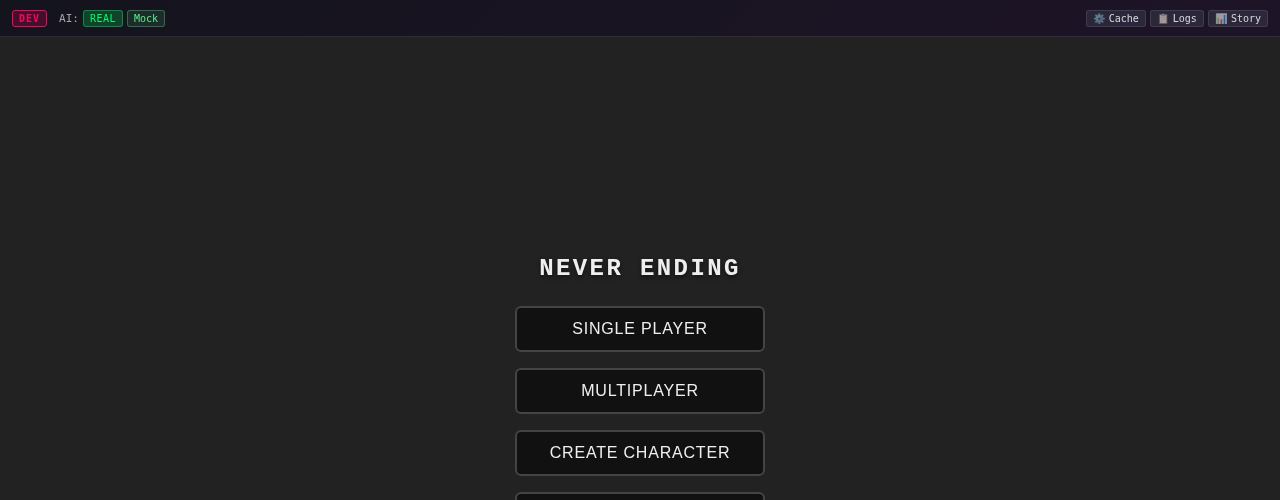 DEV AI: REAL Mock ⚙️ Cache 📋 Logs 📊 Story
NEVER ENDING
SINGLE PLAYER
MULTIPLAYER
CREATE CHARACTER